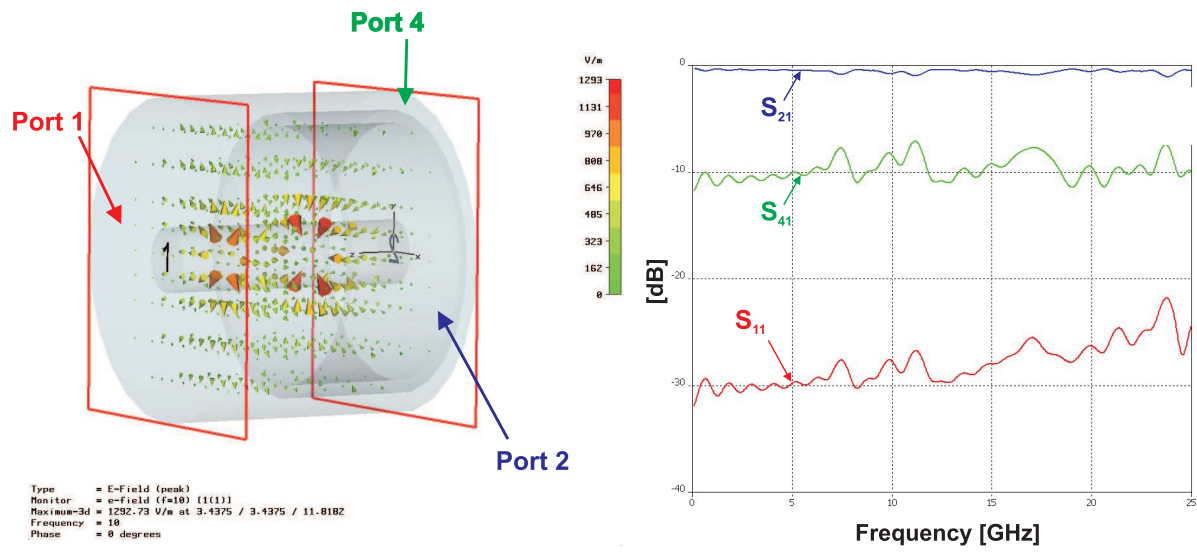 Port 4
Port 1
Port 2
1
z
x
V/m
1293
1131
970
808
646
485
323
162
0
Type = E-Field (peak)
Monitor = e-field (f=10) [1(1)]
Maximum-3d = 1292.73 V/m at 3.4375 / 3.4375 / 11.8182
Frequency = 10
Phase = 0 degrees
[dB]
0
-10
-20
-30
-40
S21
S41
S11
0
5
10
15
20
25
Frequency [GHz]